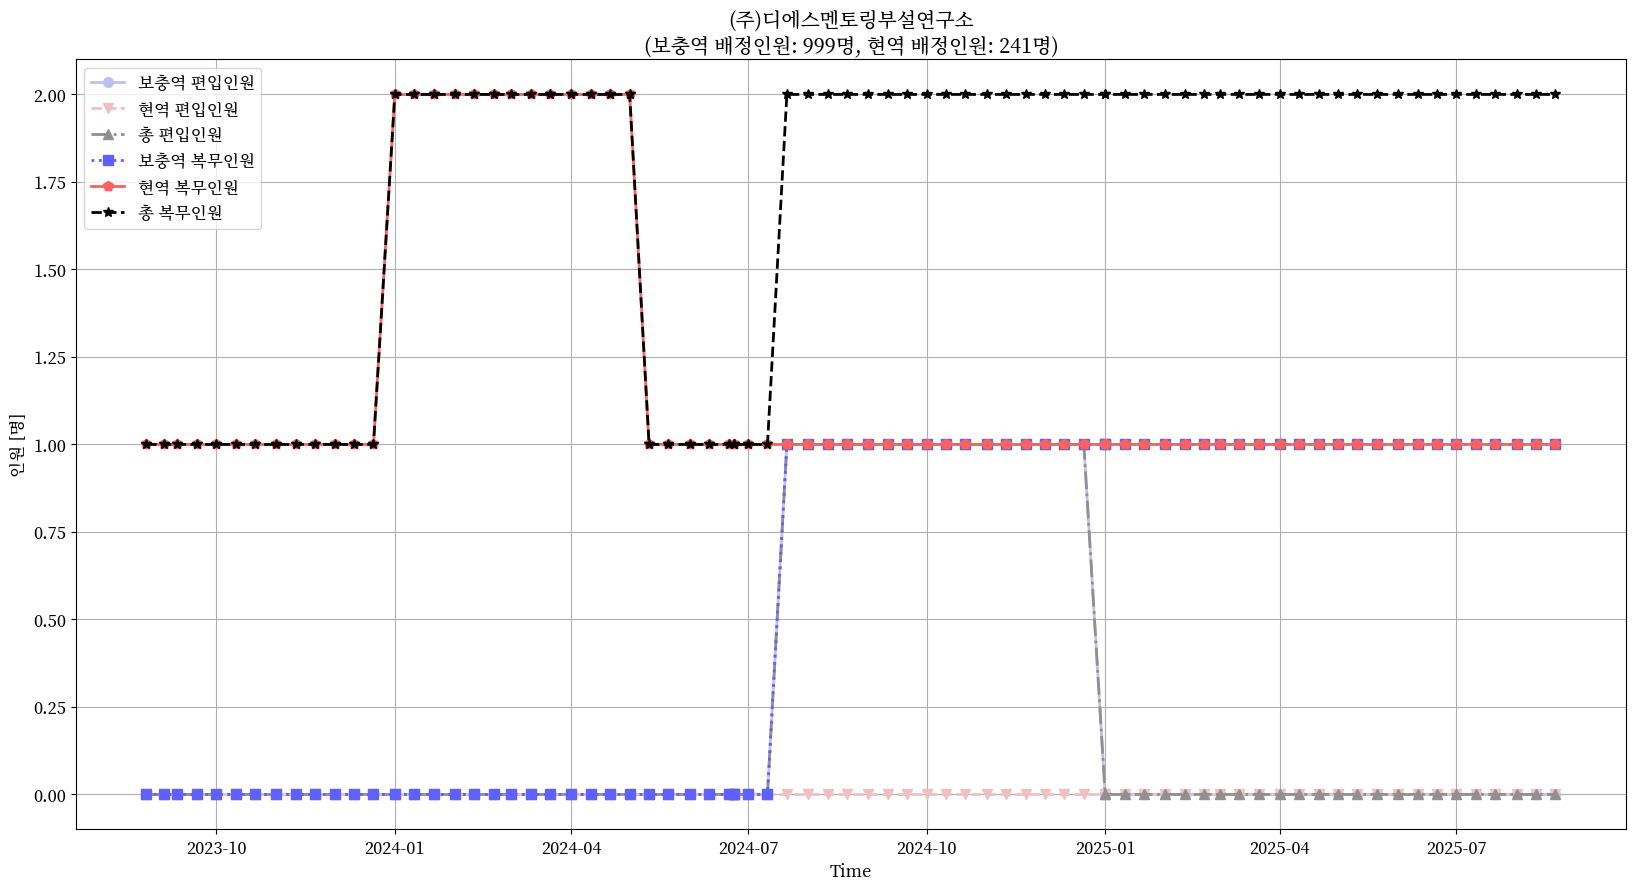 (주)디에스멘토링부설연구소
(보충역 배정인원: 999명, 현역 배정인원: 241명)
보충역 편입인원
현역 편입인원
총 편입인원
보충역 복무인원
현역 복무인원
총 복무인원
2.00
1.75
1.50
1.25
1.00
0.75
0.50
0.25
0.00
인원 [명]
2023-10 2024-01 2024-04 2024-07 2024-10 2025-01 2025-04 2025-07
Time